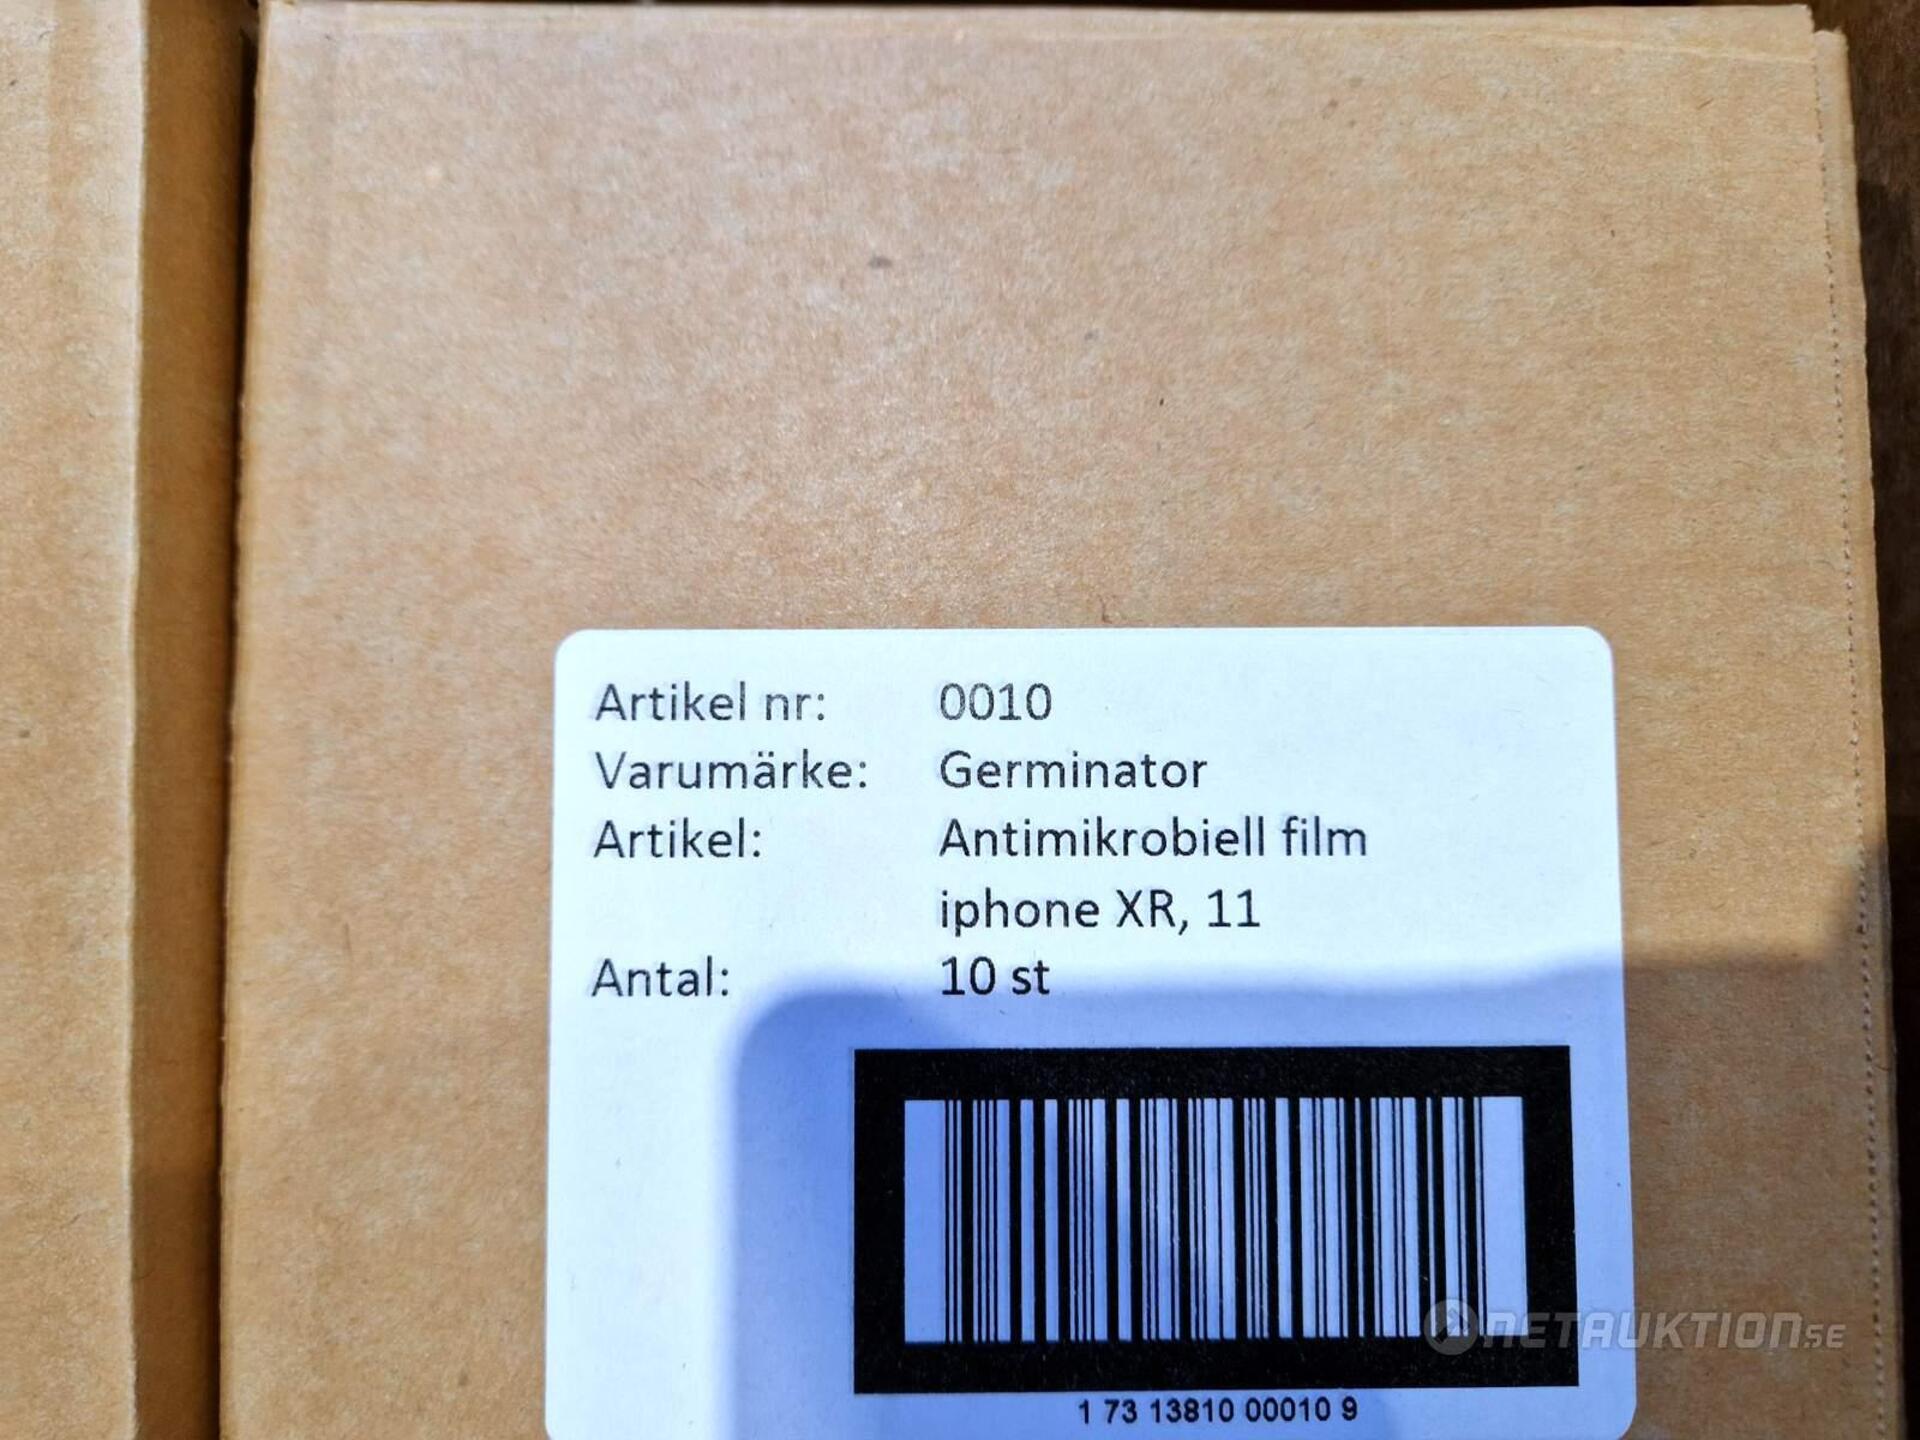 Artikel nr: 0010
Varumärke: Germinator
Artikel: Antimikrobiell film
iphone XR, 11
Antal: 10 st
NETAUKTION.SE
1 73 13810 00010 9